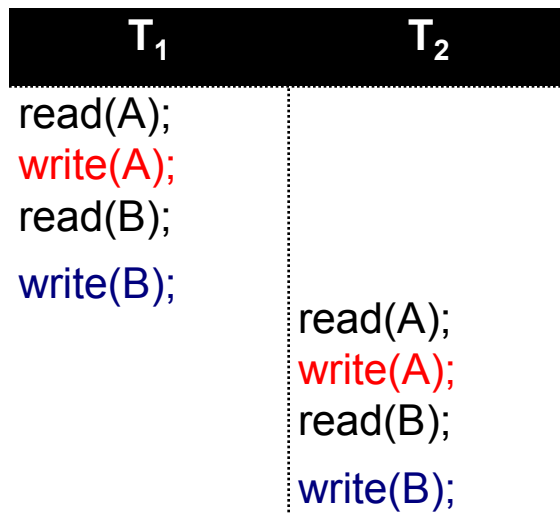 T₁ T₂
read(A);
write(A);
read(B);
write(B);
read(A);
write(A);
read(B);
write(B);